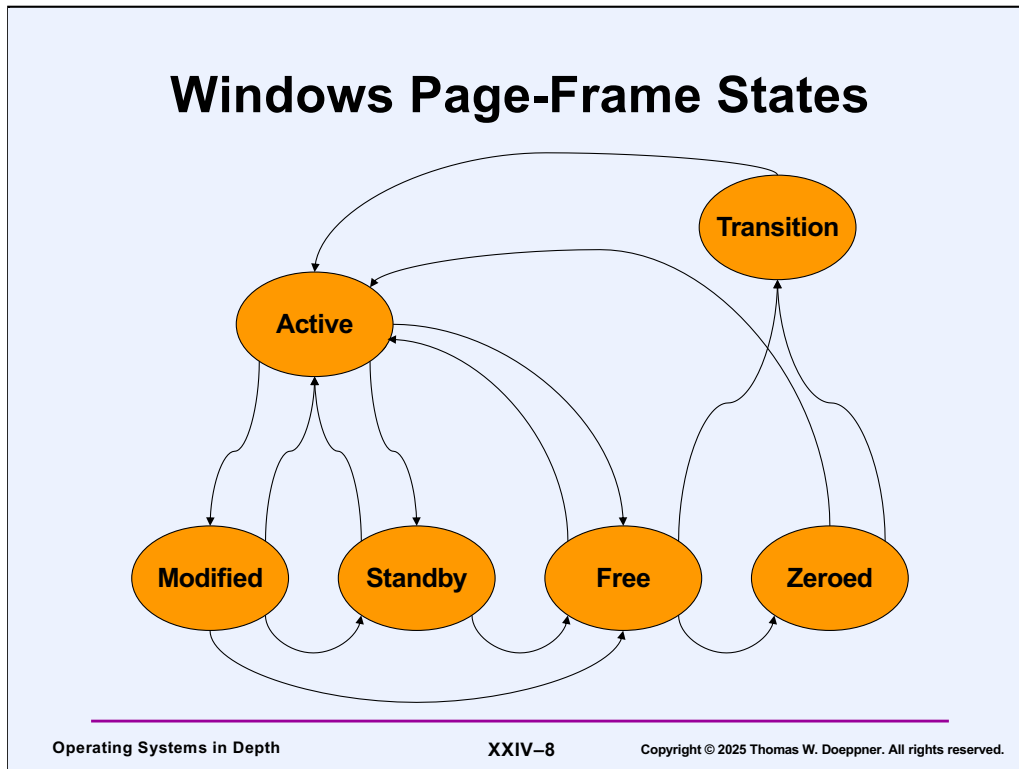 Windows Page-Frame States
Transition
Active
Modified
Standby
Free
Zeroed
Operating Systems in Depth
XXIV–8
Copyright © 2025 Thomas W. Doeppner. All rights reserved.